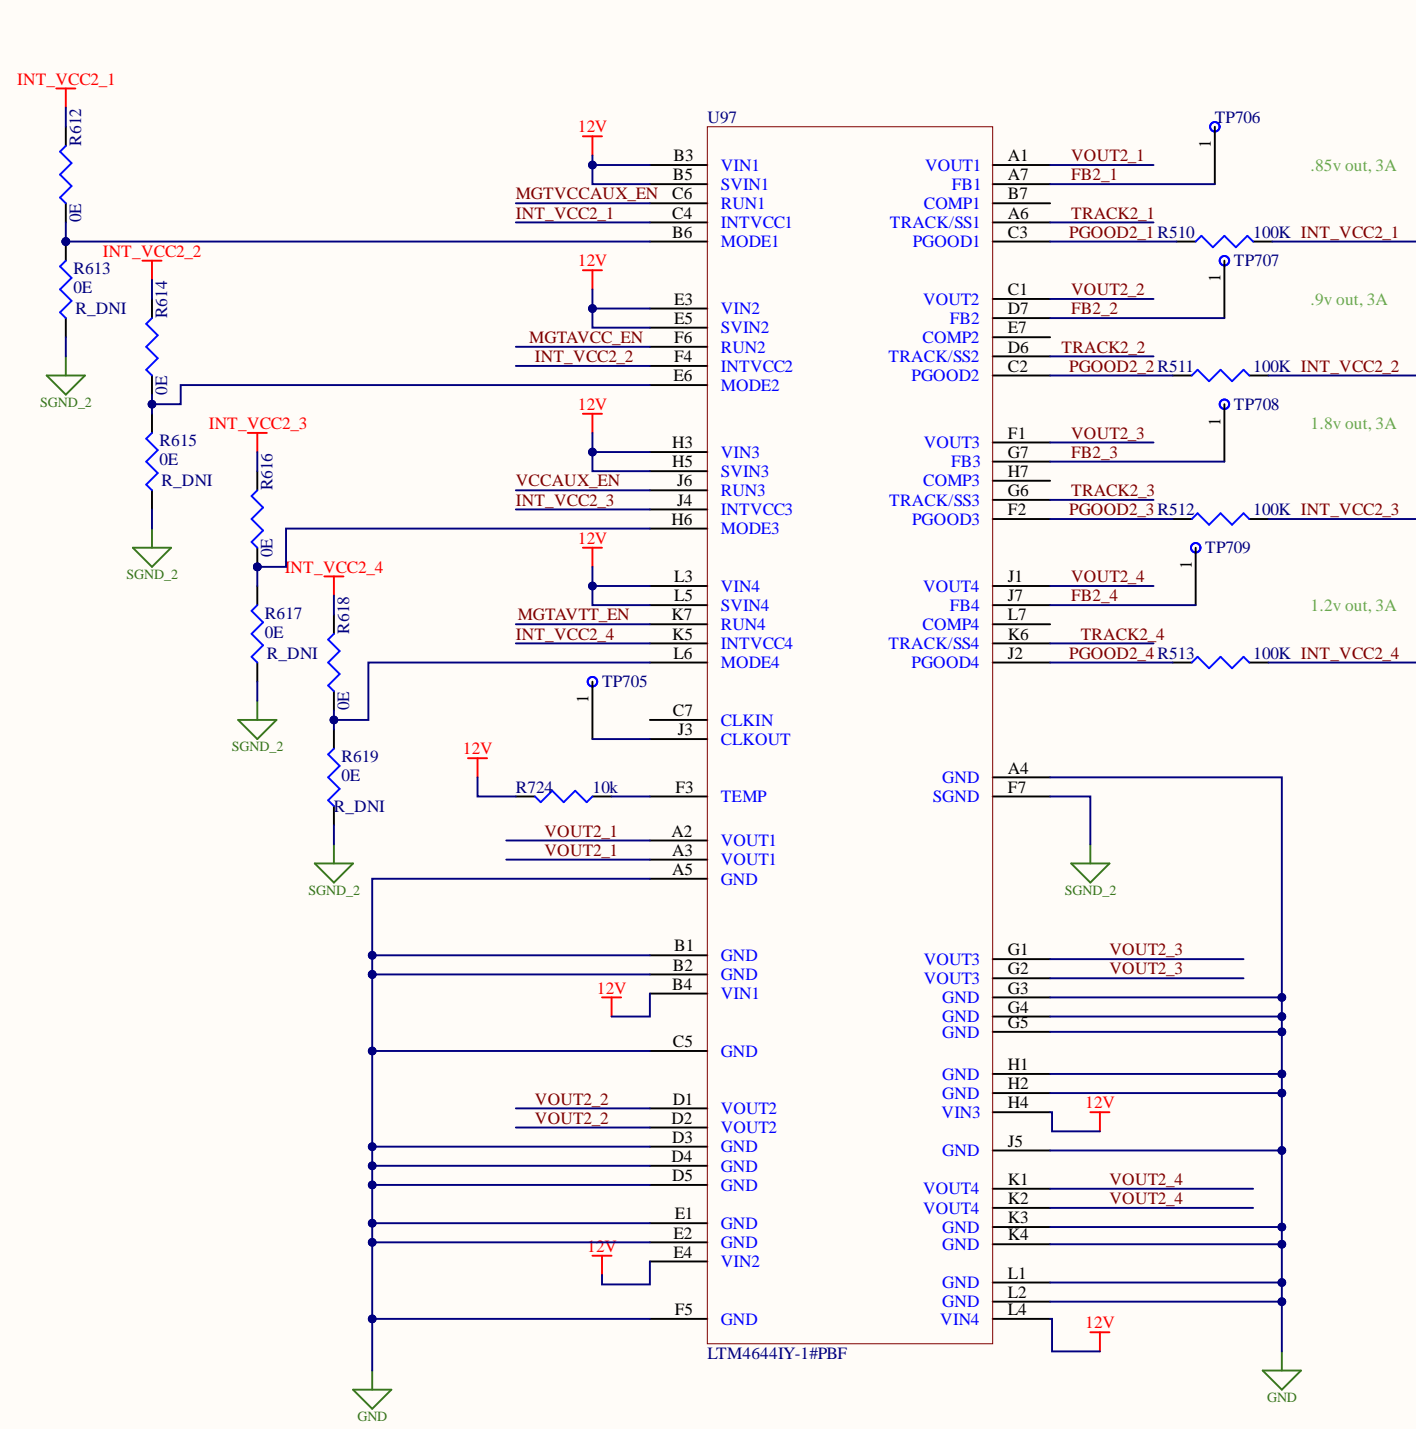 INT_VCC2_1
R612
0E
R613
0E
R_DNI
SGND_2
INT_VCC2_2
R614
0E
R615
0E
R_DNI
SGND_2
INT_VCC2_3
R616
0E
R617
0E
R_DNI
SGND_2
INT_VCC2_4
R618
0E
R619
0E
R_DNI
SGND_2
U97
12V
B3 VIN1
B5 SVIN1
MGTVCCAUX_EN C6 RUN1
INT_VCC2_1 C4 INTVCC1
B6 MODE1
12V
E3 VIN2
E5 SVIN2
MGTAVCC_EN F6 RUN2
INT_VCC2_2 F4 INTVCC2
E6 MODE2
12V
H3 VIN3
H5 SVIN3
VCCAUX_EN J6 RUN3
INT_VCC2_3 J4 INTVCC3
H6 MODE3
12V
L3 VIN4
L5 SVIN4
MGTAVTT_EN K7 RUN4
INT_VCC2_4 K5 INTVCC4
L6 MODE4
TP705
1
C7 CLKIN
J3 CLKOUT
12V
R724 10k F3 TEMP
VOUT2_1 A2 VOUT1
VOUT2_1 A3 VOUT1
A5 GND
B1 GND
B2 GND
12V B4 VIN1
C5 GND
VOUT2_2 D1 VOUT2
VOUT2_2 D2 VOUT2
D3 GND
D4 GND
D5 GND
E1 GND
E2 GND
12V E4 VIN2
F5 GND
GND
TP706
1
VOUT1 A1 VOUT2_1
.85v out, 3A
FB1 A7 FB2_1
COMP1 B7
TRACK/SS1 A6 TRACK2_1
PGOOD1 C3 PGOOD2_1 R510 100K INT_VCC2_1
TP707
1
VOUT2 C1 VOUT2_2
.9v out, 3A
FB2 D7 FB2_2
COMP2 E7
TRACK/SS2 D6 TRACK2_2
PGOOD2 C2 PGOOD2_2 R511 100K INT_VCC2_2
TP708
1
1.8v out, 3A
VOUT3 F1 VOUT2_3
FB3 G7 FB2_3
COMP3 H7
TRACK/SS3 G6 TRACK2_3
PGOOD3 F2 PGOOD2_3 R512 100K INT_VCC2_3
TP709
1
VOUT4 J1 VOUT2_4
FB4 J7 FB2_4
1.2v out, 3A
COMP4 L7
TRACK/SS4 K6 TRACK2_4
PGOOD4 J2 PGOOD2_4 R513 100K INT_VCC2_4
GND A4
SGND F7
SGND_2
VOUT3 G1 VOUT2_3
VOUT3 G2 VOUT2_3
GND G3
GND G4
GND G5
GND H1
GND H2
VIN3 H4 12V
GND J5
VOUT4 K1 VOUT2_4
VOUT4 K2 VOUT2_4
GND K3
GND K4
GND L1
GND L2
VIN4 L4 12V
GND
LTM4644IY-1#PBF